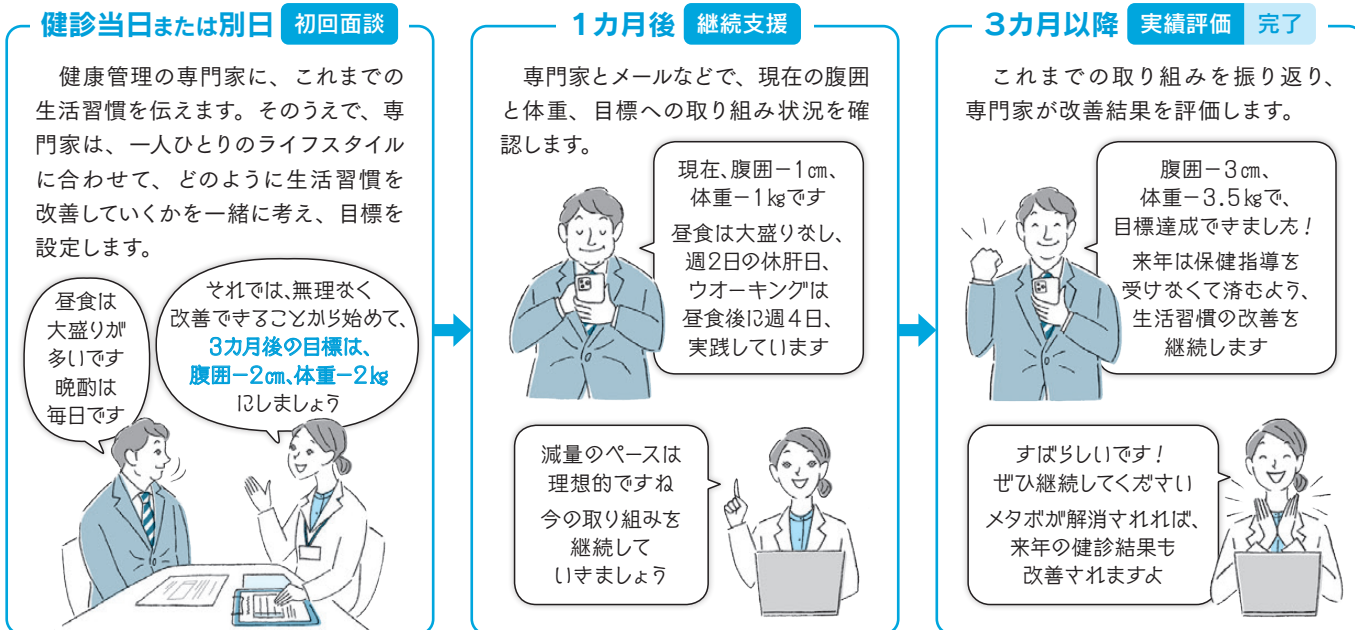 健診当日または別日 初回面談
健康管理の専門家に、これまでの
生活習慣を伝えます。そのうえで、専
門家は、一人ひとりのライフスタイル
に合わせて、どのように生活習慣を
改善していくかを一緒に考え、目標を
設定します。
昼食は
大盛りが
多いです
晩酌は
毎日です
それでは、無理なく
改善できることから始めて、
3カ月後の目標は、
腹囲−2㎝、体重−2㎏
にしましょう
1カ月後 継続支援
専門家とメールなどで、現在の腹囲
と体重、目標への取り組み状況を確
認します。
現在、腹囲−1㎝、
体重−1㎏です
昼食は大盛りなし、
週2日の休肝日、
ウオーキングは
昼食後に週4日、
実践しています
減量のペースは
理想的ですね
今の取り組みを
継続して
いきましょう
3カ月以降 実績評価 完了
これまでの取り組みを振り返り、
専門家が改善結果を評価します。
腹囲−3㎝、
体重−3.5㎏で、
目標達成できました！
来年は保健指導を
受けなくて済むよう、
生活習慣の改善を
継続します
すばらしいです！
ぜひ継続してください
メタボが解消されれば、
来年の健診結果も
改善されますよ